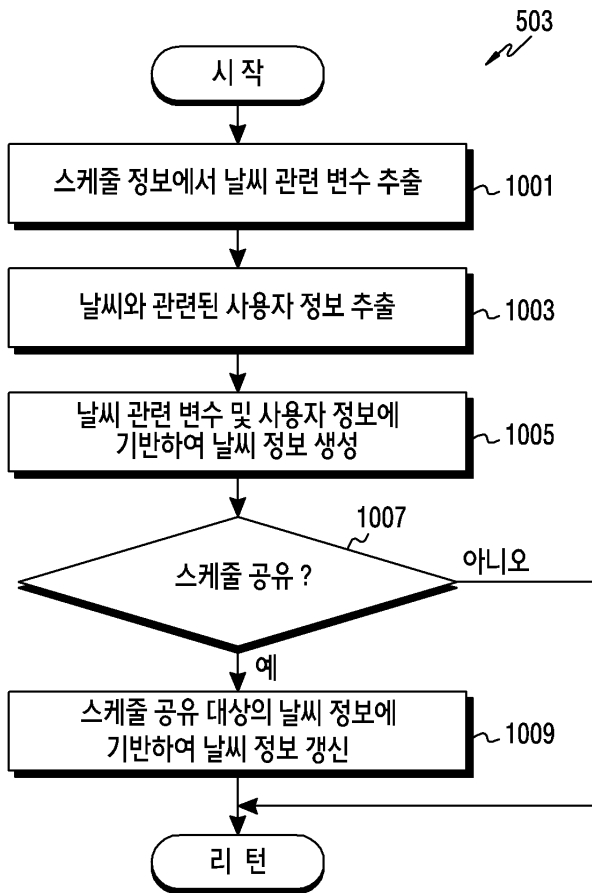 503
시 작
스케줄 정보에서 날씨 관련 변수 추출
1001
날씨와 관련된 사용자 정보 추출
1003
날씨 관련 변수 및 사용자 정보에
기반하여 날씨 정보 생성
1005
1007
스케줄 공유 ?
아니오
예
스케줄 공유 대상의 날씨 정보에
기반하여 날씨 정보 갱신
1009
리 턴